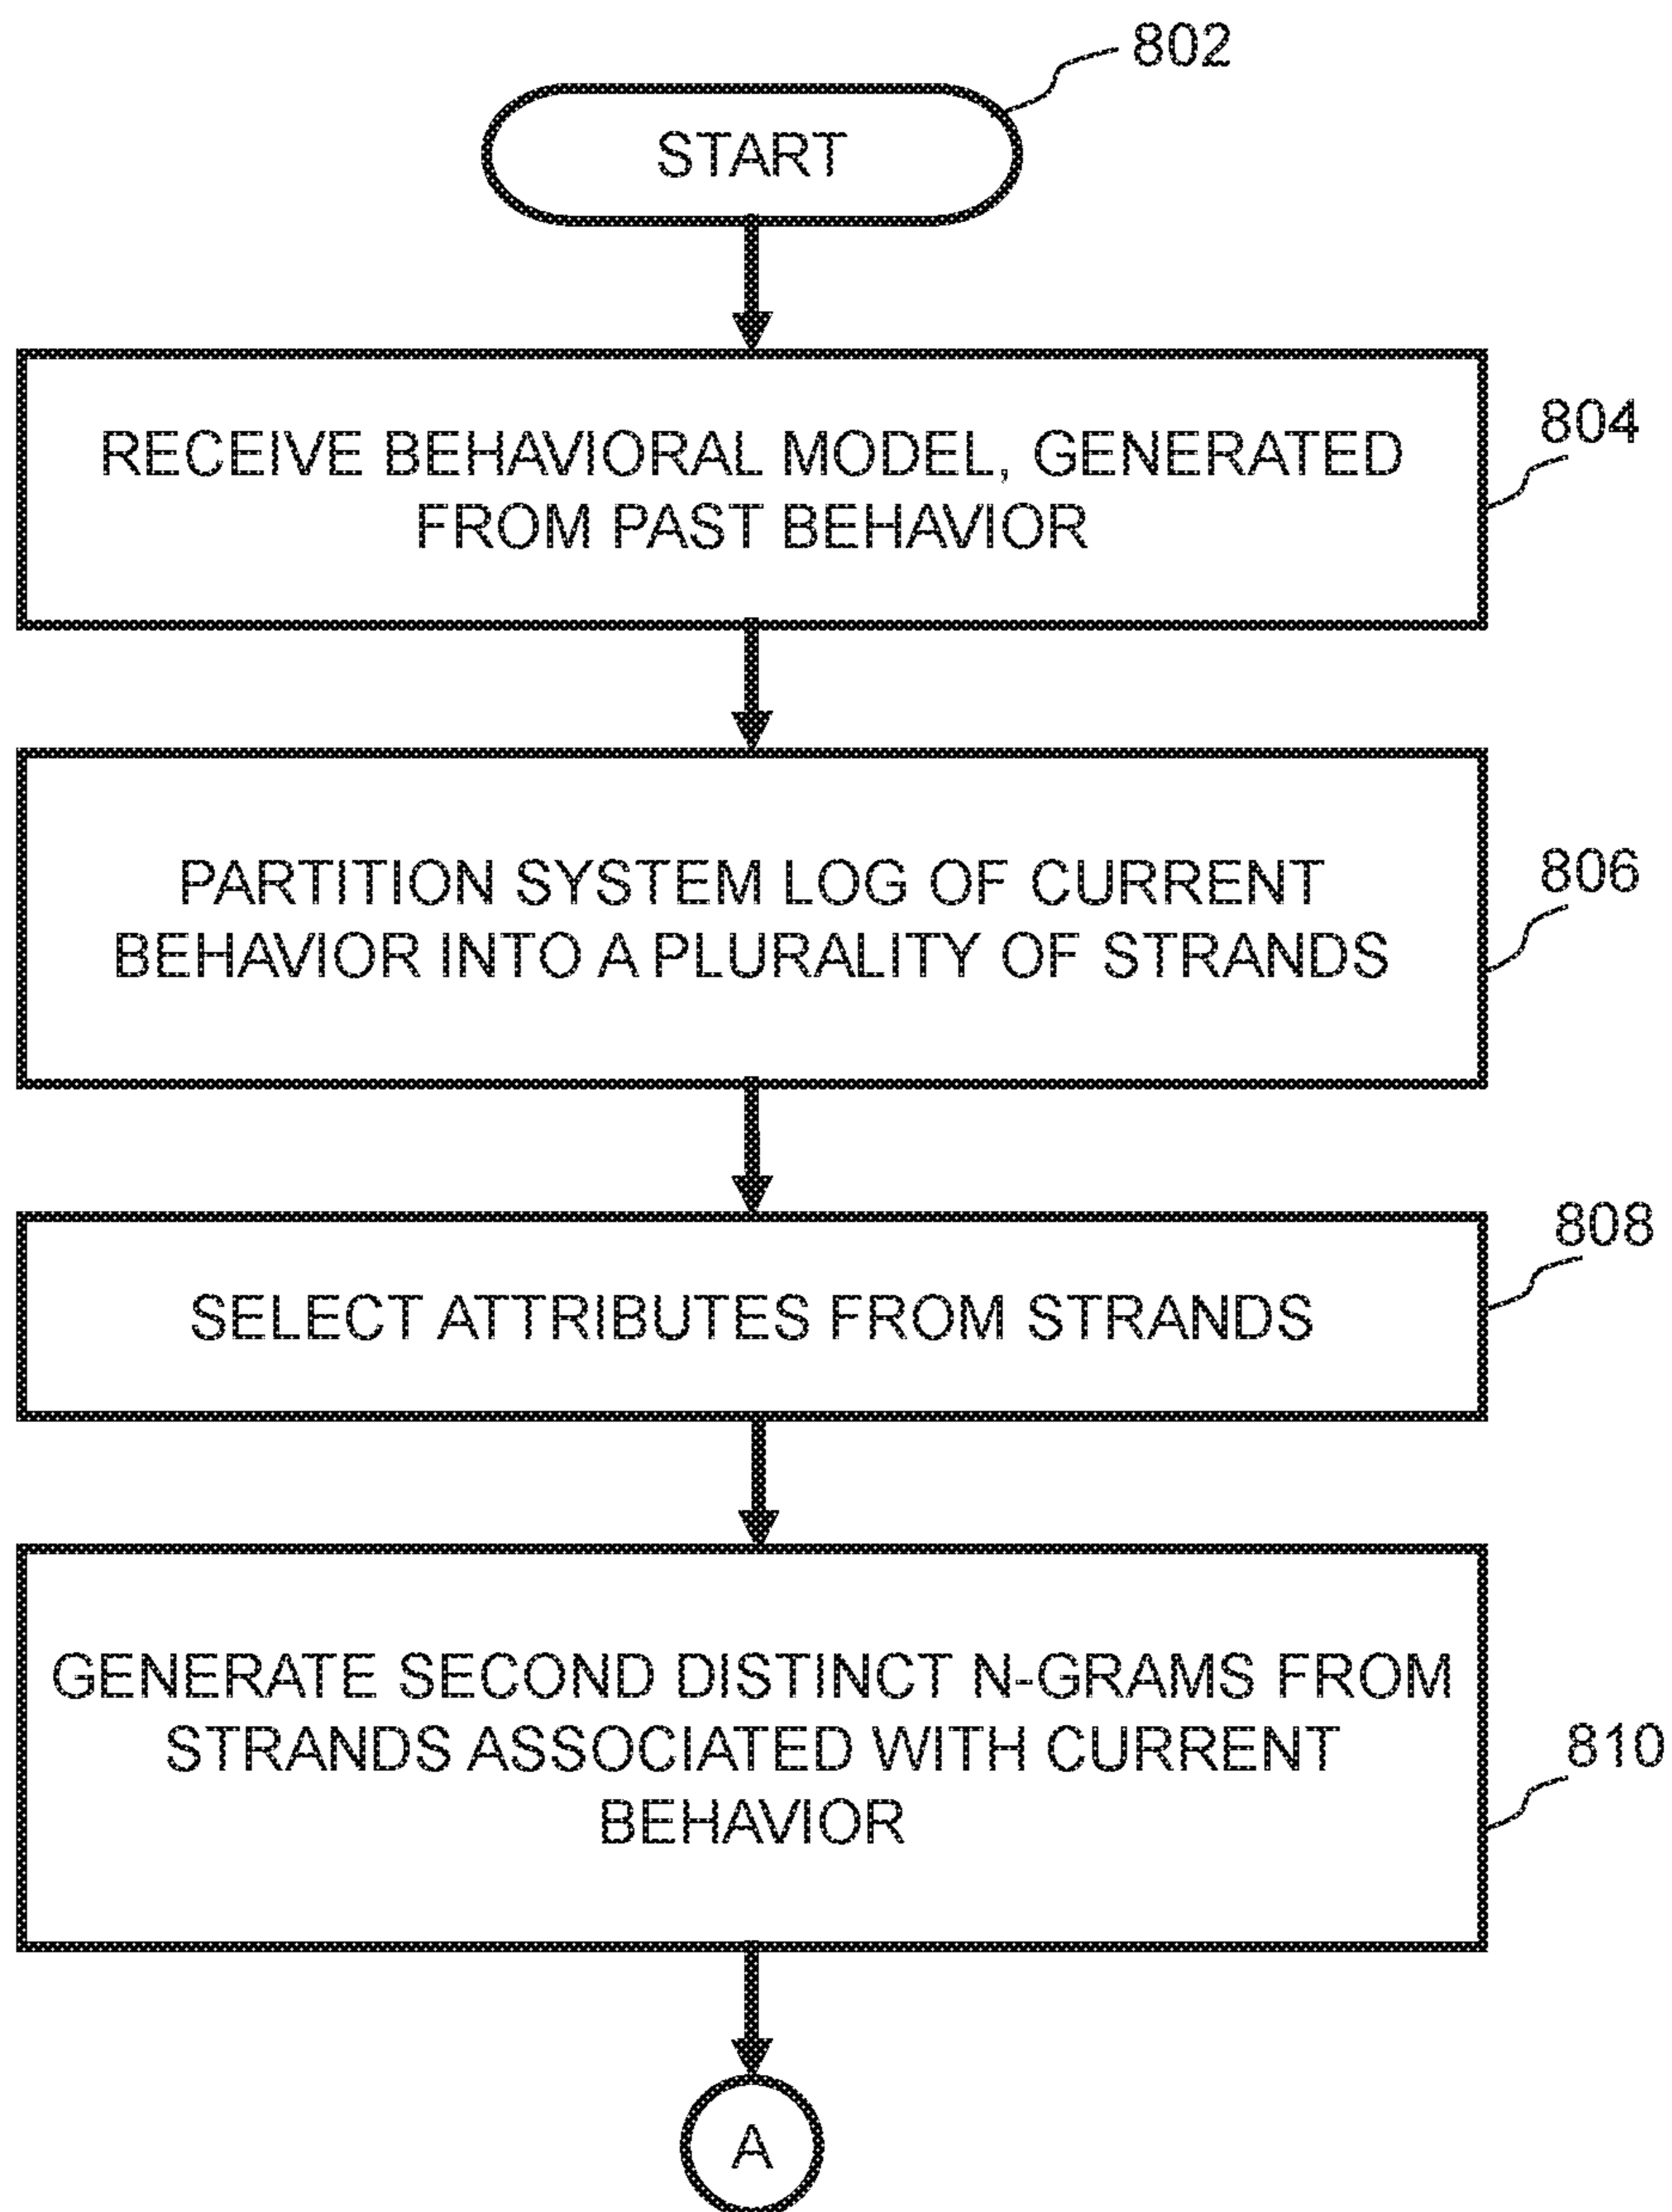 802
START
804
RECEIVE BEHAVIORAL MODEL, GENERATED
FROM PAST BEHAVIOR
806
PARTITION SYSTEM LOG OF CURRENT
BEHAVIOR INTO A PLURALITY OF STRANDS
808
SELECT ATTRIBUTES FROM STRANDS
GENERATE SECOND DISTINCT N-GRAMS FROM
STRANDS ASSOCIATED WITH CURRENT
BEHAVIOR
810
A